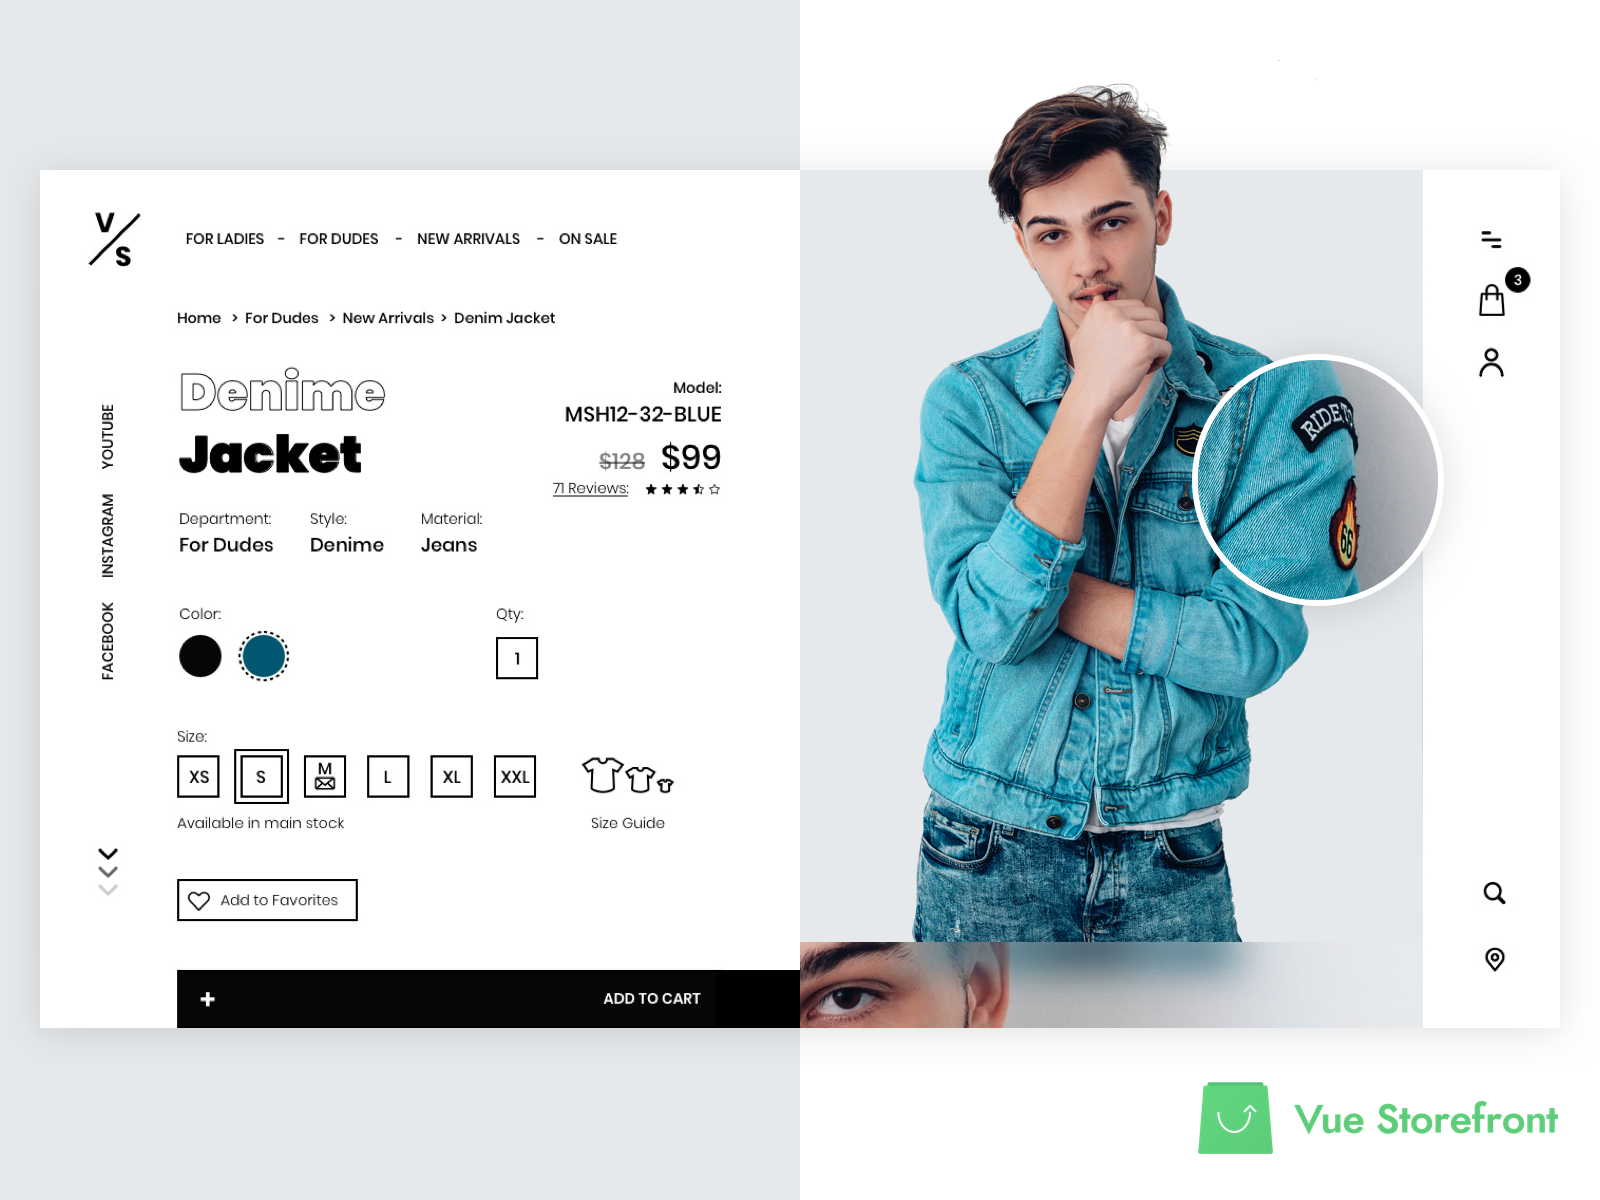 V
S
FOR LADIES - FOR DUDES - NEW ARRIVALS - ON SALE
3
Home > For Dudes > New Arrivals > Denim Jacket
Denime
Jacket
Model:
MSH12-32-BLUE
$128 $99
71 Reviews:
Department: Style: Material:
For Dudes Denime Jeans
Color: Qty:
1
Size:
XS S M L XL XXL
Available in main stock
Size Guide
Add to Favorites
+ ADD TO CART
YOUTUBE
INSTAGRAM
FACEBOOK
RIDE
66
Vue Storefront